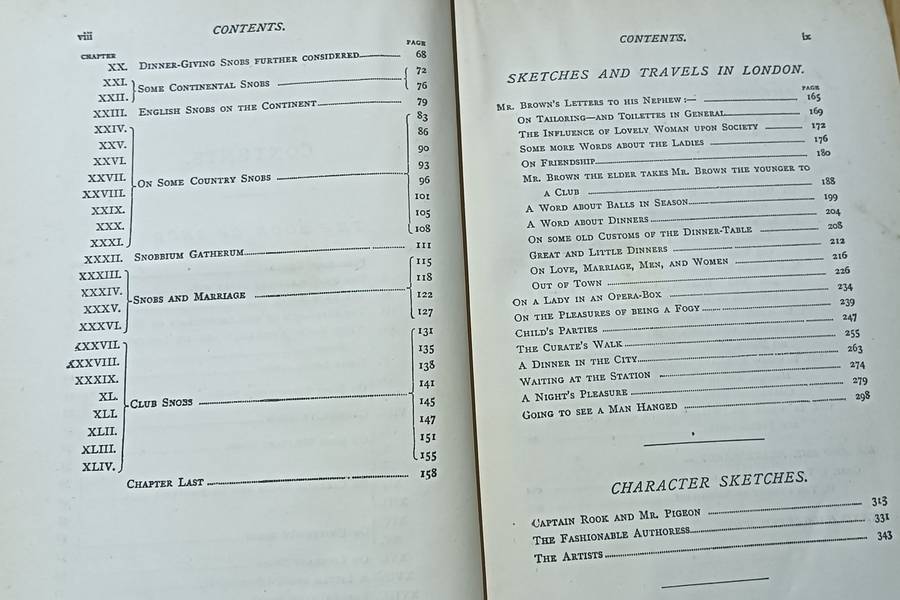 viii
CONTENTS.
CHAPTER PAGE
XX. DINNER-GIVING SNOBS FURTHER CONSIDERED 68
XXI. 72
SOME CONTINENTAL SNOBS
XXII. 76
XXIII. ENGLISH SNOBS ON THE CONTINENT 79
XXIV. 83
XXV. 86
XXVI. 90
XXVII. 93
ON SOME COUNTRY SNOBS
XXVIII. 96
XXIX. 101
XXX. 105
XXXI. 108
XXXII. SNOBBIUM GATHERUM 111
XXXIII. 115
XXXIV. 118
SNOBS AND MARRIAGE
XXXV. 122
XXXVI. 127
XXXVII. 131
XXXVIII. 135
XXXIX. 138
XL. 141
CLUB SNOBS
XLI. 145
XLII. 147
XLIII. 151
XLIV. 155
CHAPTER LAST 158
CONTENTS.
ix
SKETCHES AND TRAVELS IN LONDON.
PAGE
MR. BROWN'S LETTERS TO HIS NEPHEW :— 165
ON TAILORING—AND TOILETTES IN GENERAL 169
THE INFLUENCE OF LOVELY WOMAN UPON SOCIETY 172
SOME MORE WORDS ABOUT THE LADIES 176
ON FRIENDSHIP 180
MR. BROWN THE ELDER TAKES MR. BROWN THE YOUNGER TO
A CLUB 188
A WORD ABOUT BALLS IN SEASON 199
A WORD ABOUT DINNERS 204
ON SOME OLD CUSTOMS OF THE DINNER-TABLE 208
GREAT AND LITTLE DINNERS 212
ON LOVE, MARRIAGE, MEN, AND WOMEN 216
OUT OF TOWN 226
ON A LADY IN AN OPERA-BOX 234
ON THE PLEASURES OF BEING A FOGY 239
CHILD'S PARTIES 247
THE CURATE'S WALK 255
A DINNER IN THE CITY 263
WAITING AT THE STATION 274
A NIGHT'S PLEASURE 279
GOING TO SEE A MAN HANGED 298
CHARACTER SKETCHES.
CAPTAIN ROOK AND MR. PIGEON 313
THE FASHIONABLE AUTHORESS 331
THE ARTISTS 343